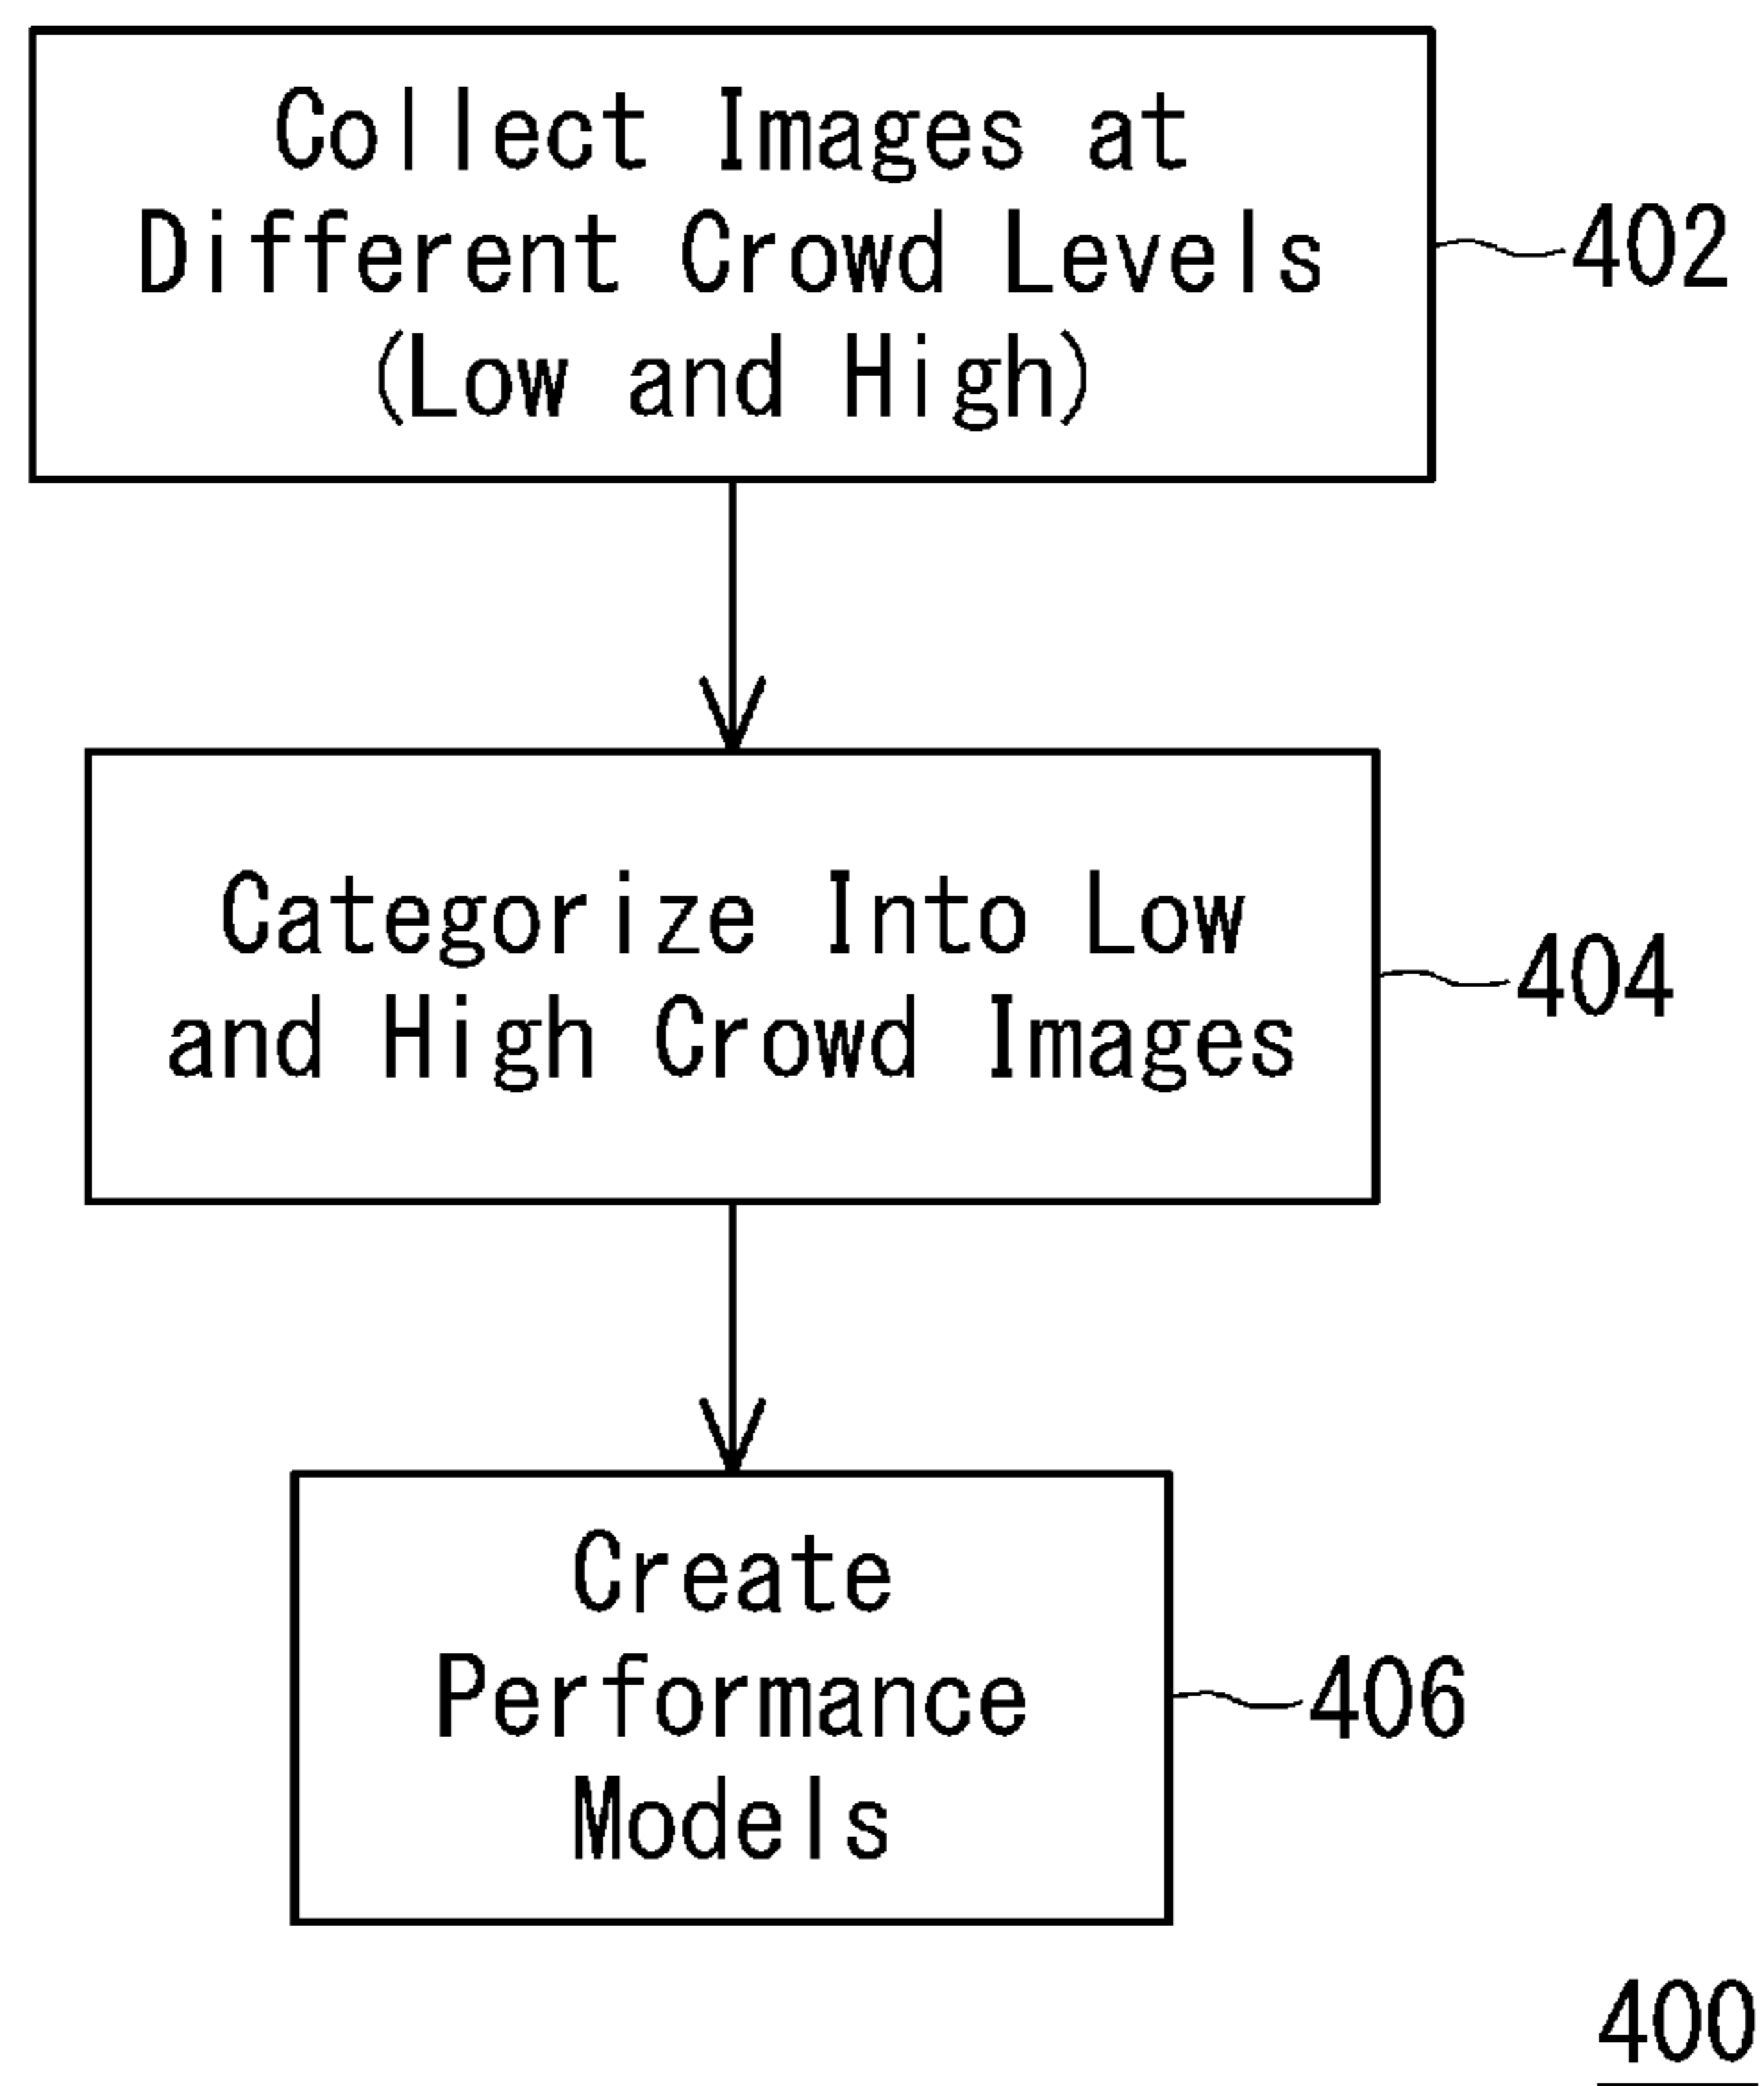 Collect Images at
Different Crowd Levels
(Low and High)
402
Categorize Into Low
and High Crowd Images
404
Create
Performance
Models
406
400